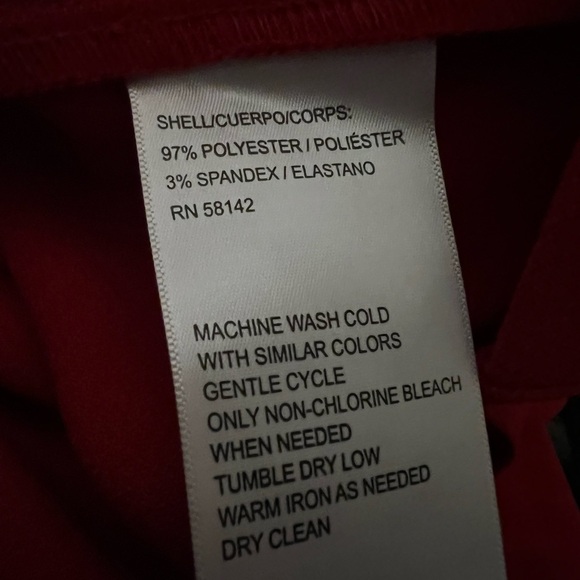 SHELL/CUERPO/CORPS:
97% POLYESTER / POLIÉSTER
3% SPANDEX / ELASTANO
RN 58142
MACHINE WASH COLD
WITH SIMILAR COLORS
GENTLE CYCLE
ONLY NON-CHLORINE BLEACH
WHEN NEEDED
TUMBLE DRY LOW
WARM IRON AS NEEDED
DRY CLEAN